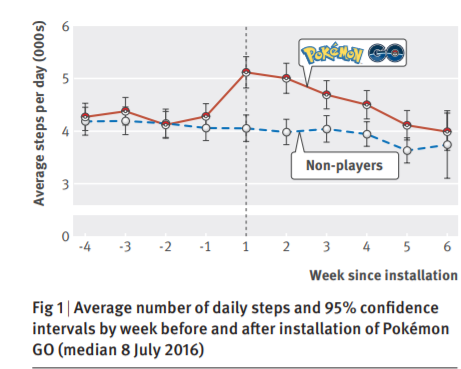 Average steps per day (000s)
6
5
4
3
0
POKÉMON GO
Non-players
-4 -3 -2 -1 1 2 3 4 5 6
Week since installation
Fig 1 | Average number of daily steps and 95% confidence
intervals by week before and after installation of Pokémon
GO (median 8 July 2016)